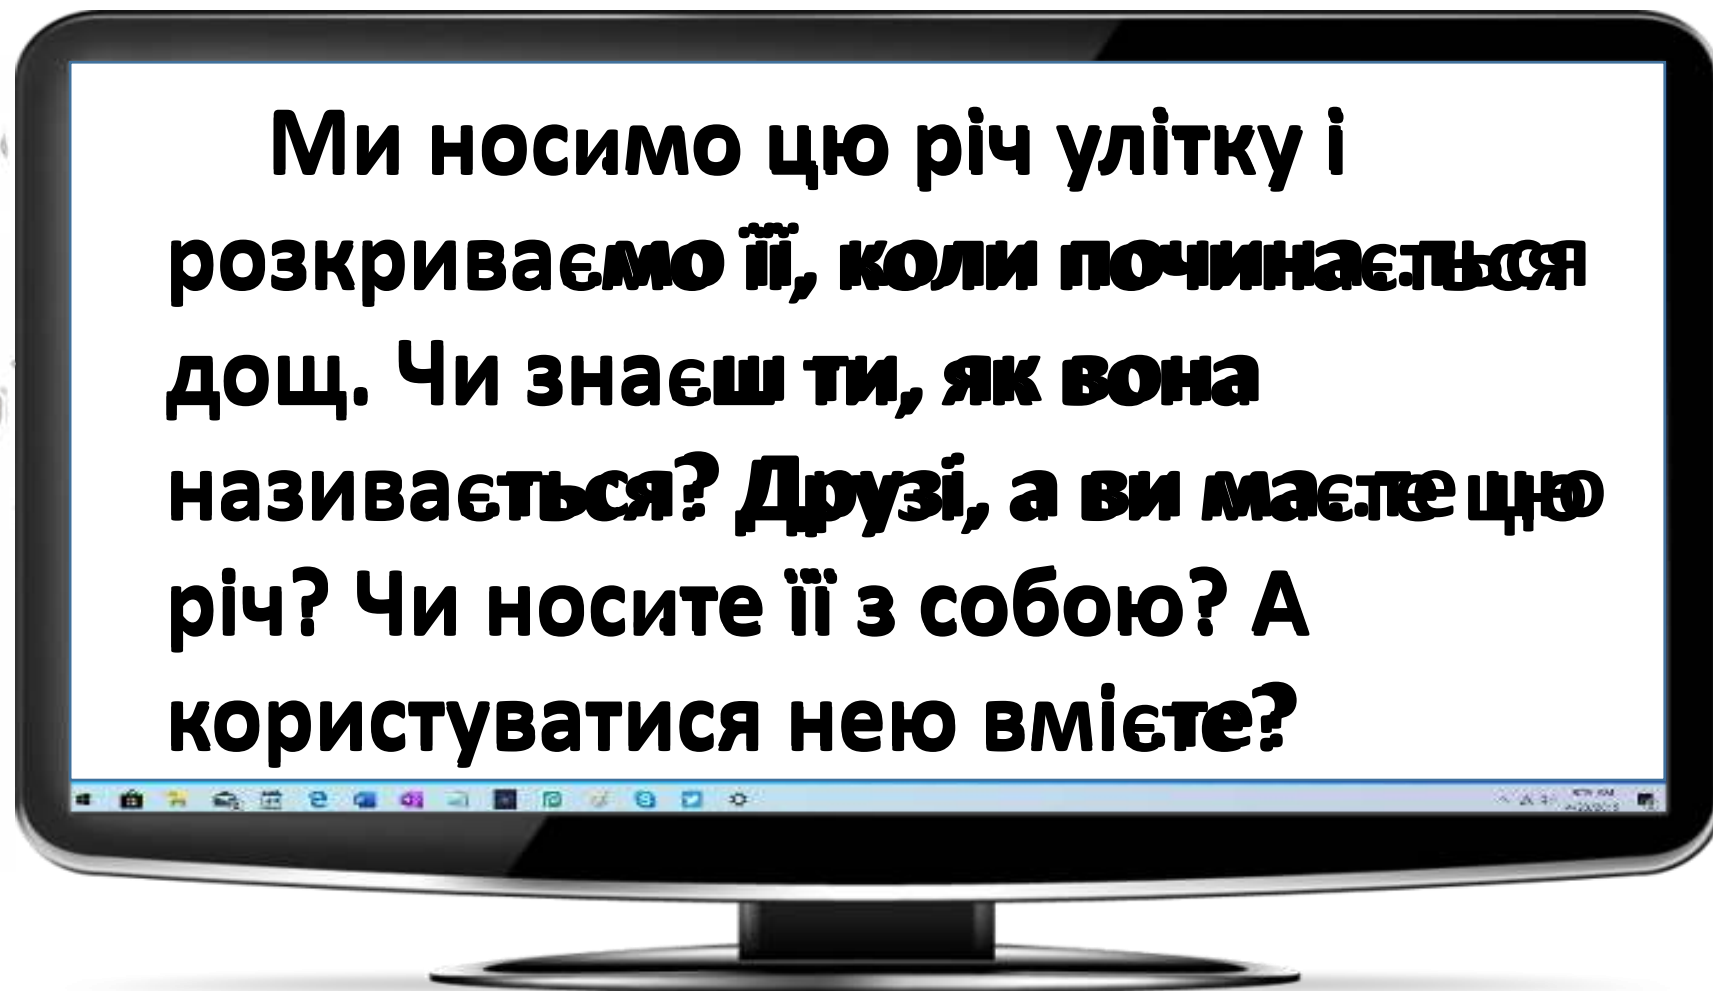 Ми носимо цю річ улітку і
розкриваємо її, коли починається
дощ. Чи знаєш ти, як вона
називається? Друзі, а ви маєте цю
річ? Чи носите її з собою? А
користуватися нею вмієте?